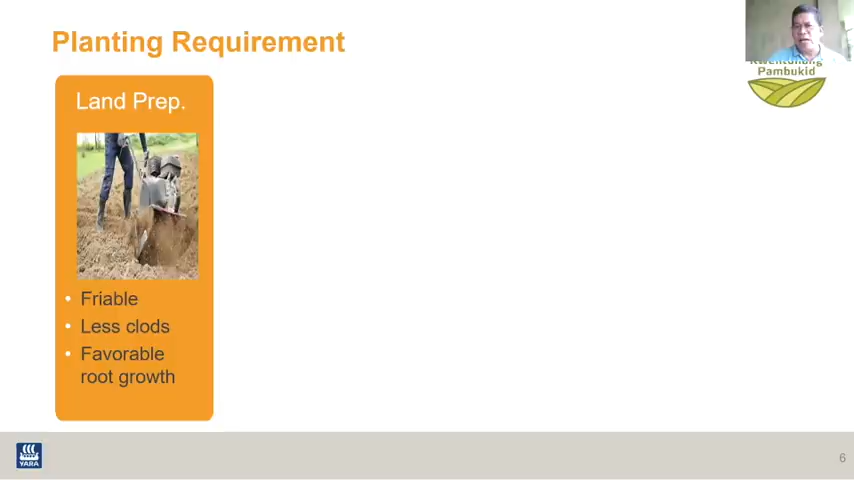 Planting Requirement
Pambukid
Land Prep.
• Friable
• Less clods
• Favorable
root growth
YARA
6